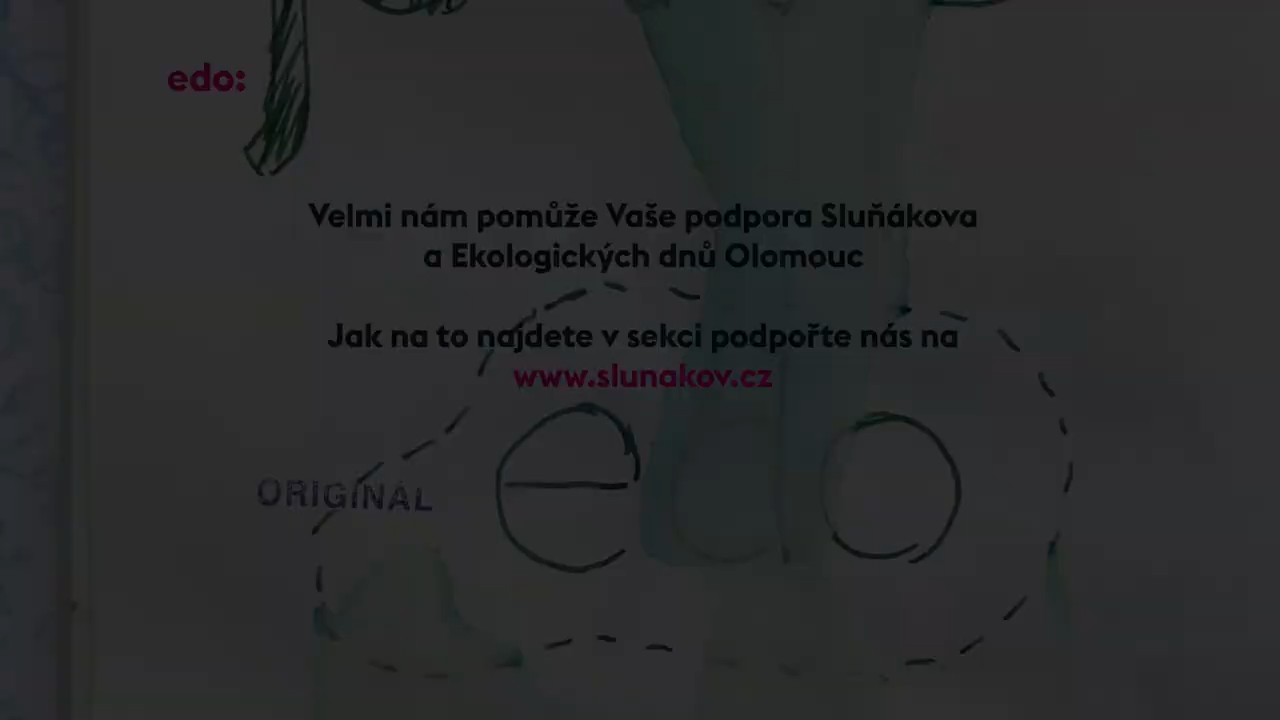 edo:
Velmi nám pomůže Vaše podpora Sluňákova
a Ekologických dnů Olomouc
Jak na to najdete v sekci podpořte nás na
www.slunakov.cz
ORIGINÁL
edo